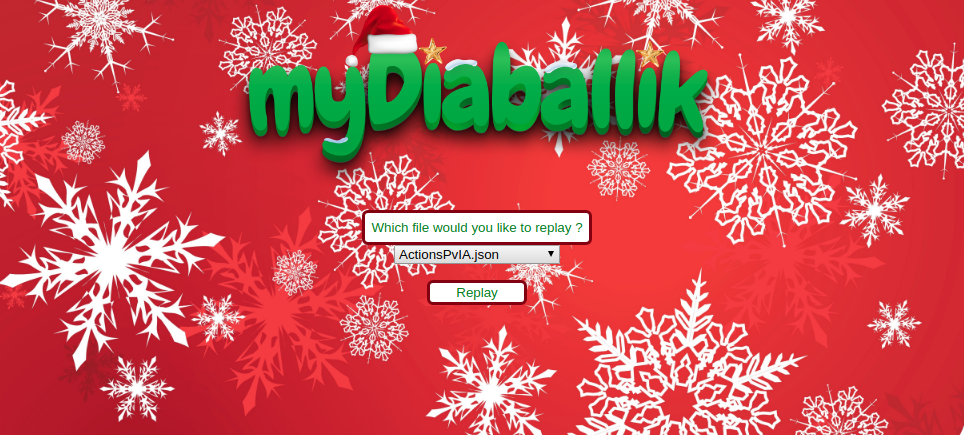 myDiaballik
Which file would you like to replay ?
ActionsPvIA.json
Replay